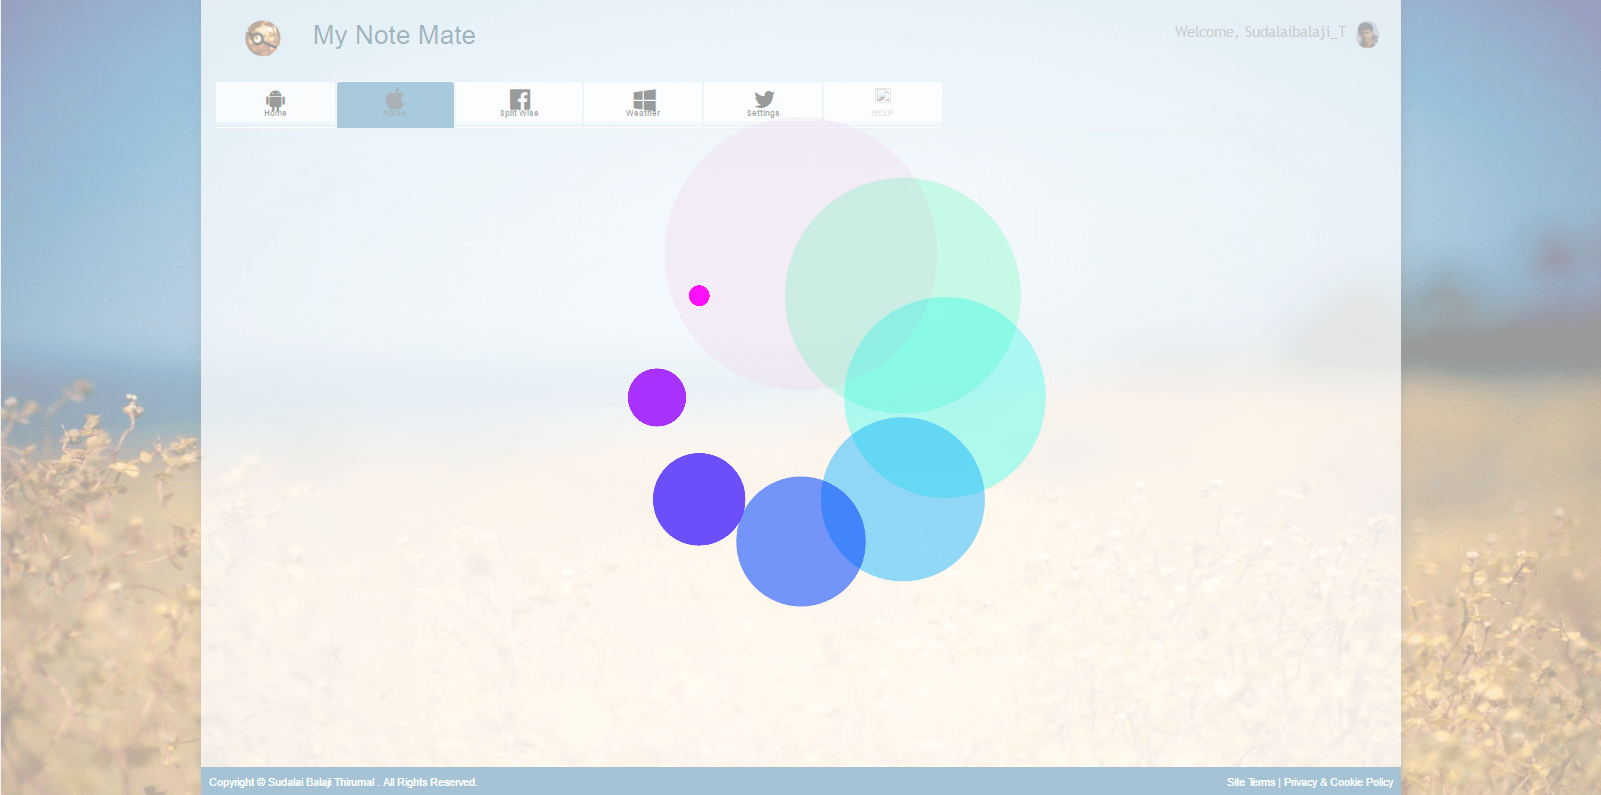 My Note Mate
Welcome, Sudalaibalaji_T
Home
Notes
Split Wise
Weather
Settings
HELP
Copyright © Sudalai Balaji Thirumal . All Rights Reserved.
Site Terms | Privacy & Cookie Policy